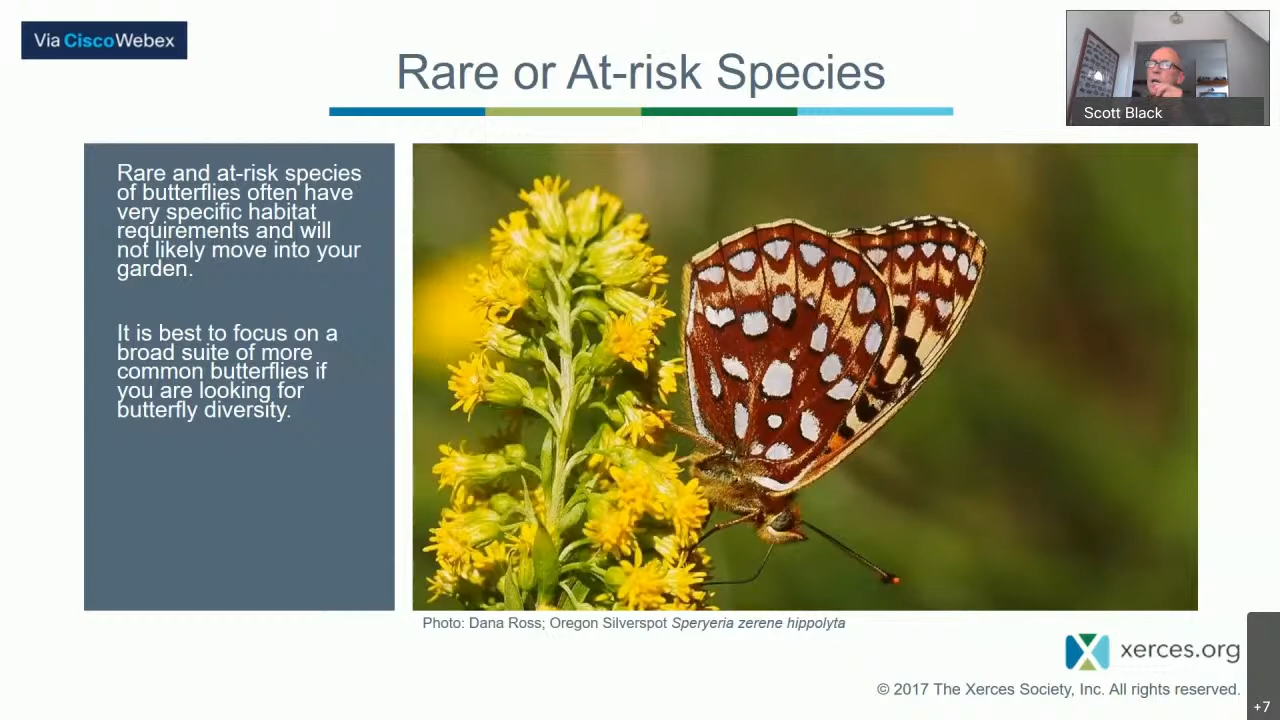 Via CiscoWebex
Rare or At-risk Species
Scott Black
Rare and at-risk species
of butterflies often have
very specific habitat
requirements and will
not likely move into your
garden.
It is best to focus on a
broad suite of more
common butterflies if
you are looking for
butterfly diversity.
Photo: Dana Ross; Oregon Silverspot Speryeria zerene hippolyta
xerces.org
© 2017 The Xerces Society, Inc. All rights reserved.
+7